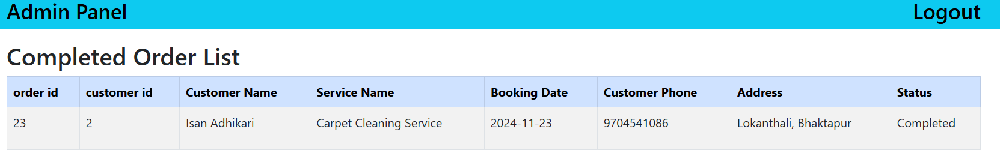 Admin Panel Logout
Completed Order List
order id customer id Customer Name Service Name Booking Date Customer Phone Address Status
23 2 Isan Adhikari Carpet Cleaning Service 2024-11-23 9704541086 Lokanthali, Bhaktapur Completed